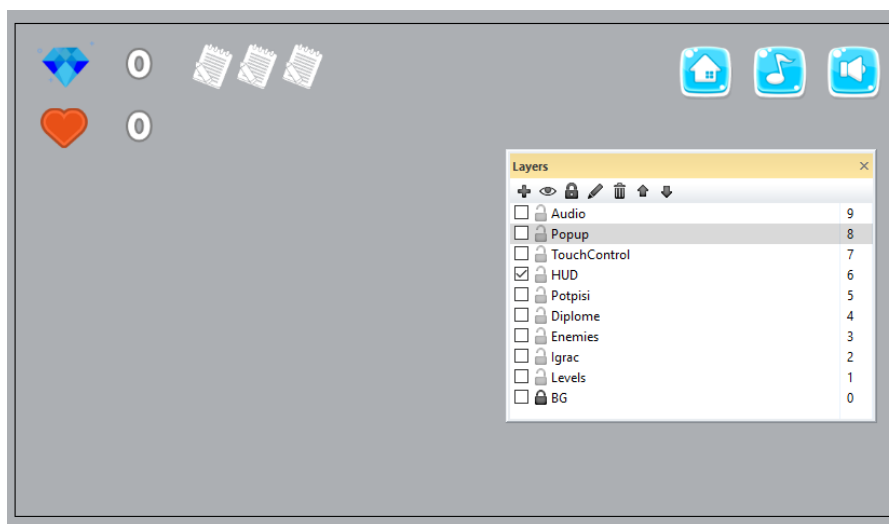 0
0
Layers
Audio 9
Popup 8
TouchControl 7
HUD 6
Potpisi 5
Diplome 4
Enemies 3
Igrac 2
Levels 1
BG 0